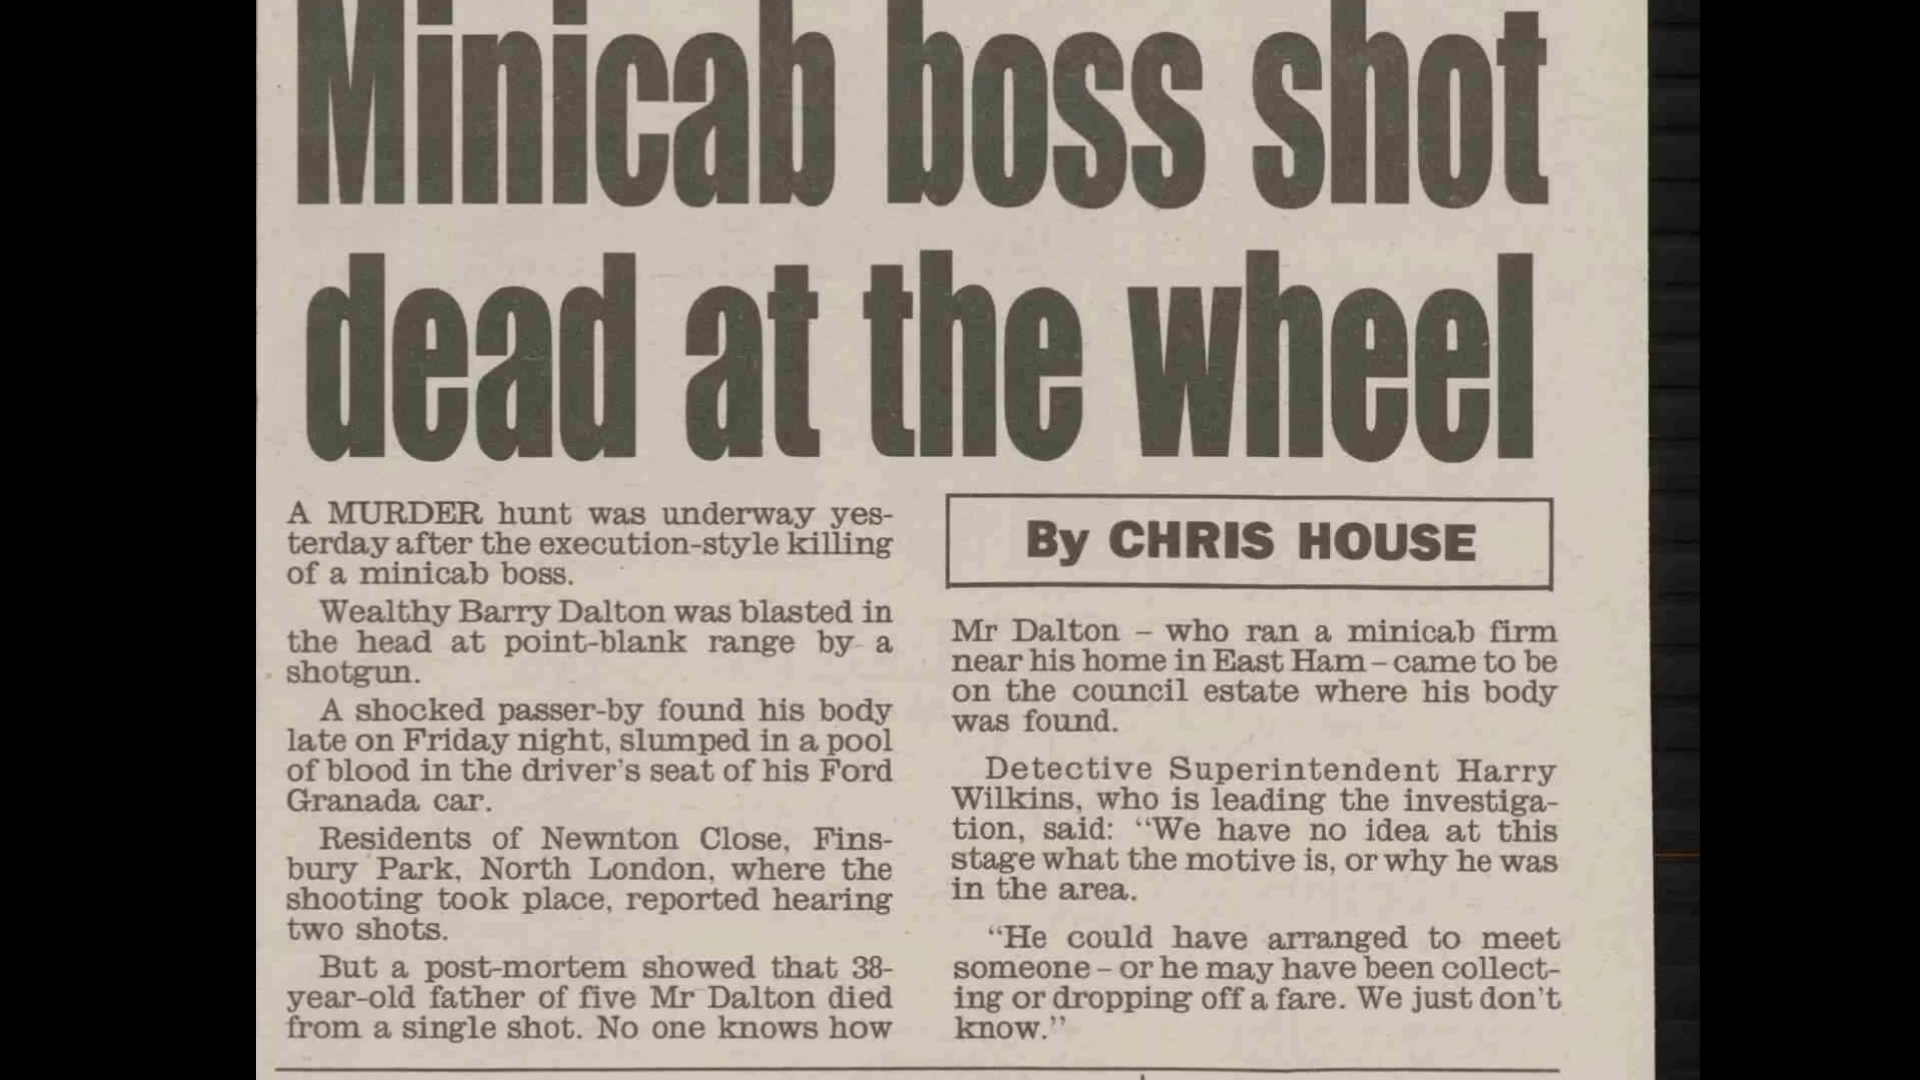 Minicab boss shot
dead at the wheel
A MURDER hunt was underway yes-
terday after the execution-style killing
of a minicab boss.
Wealthy Barry Dalton was blasted in
the head at point-blank range by a
shotgun.
A shocked passer-by found his body
late on Friday night, slumped in a pool
of blood in the driver's seat of his Ford
Granada car.
Residents of Newnton Close, Fins-
bury Park, North London, where the
shooting took place, reported hearing
two shots.
But a post-mortem showed that 38-
year-old father of five Mr Dalton died
from a single shot. No one knows how
By CHRIS HOUSE
Mr Dalton – who ran a minicab firm
near his home in East Ham – came to be
on the council estate where his body
was found.
Detective Superintendent Harry
Wilkins, who is leading the investiga-
tion, said: “We have no idea at this
stage what the motive is, or why he was
in the area.
“He could have arranged to meet
someone – or he may have been collect-
ing or dropping off a fare. We just don't
know.”